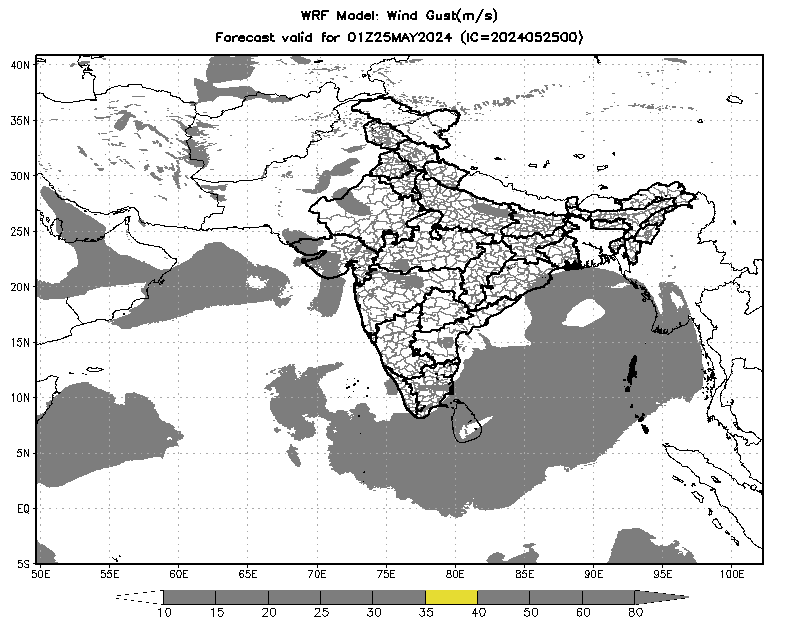 WRF Model: Wind Gust(m/s)
Forecast valid for 01Z25MAY2024 (IC=2024052500)
40N
35N
30N
25N
20N
15N
10N
5N
EQ
5S
50E 55E 60E 65E 70E 75E 80E 85E 90E 95E 100E
10 15 20 25 30 35 40 50 60 80